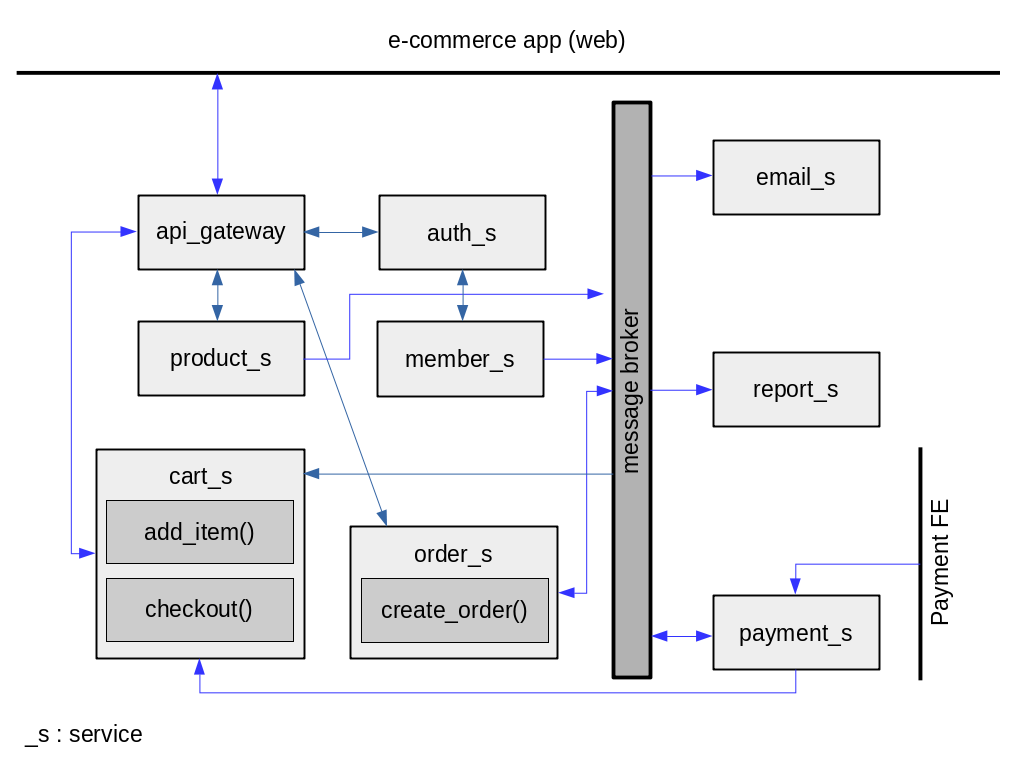 e-commerce app (web)
email_s
api_gateway
auth_s
product_s
member_s
message broker
report_s
cart_s
add_item()
checkout()
order_s
create_order()
Payment FE
payment_s
_s : service